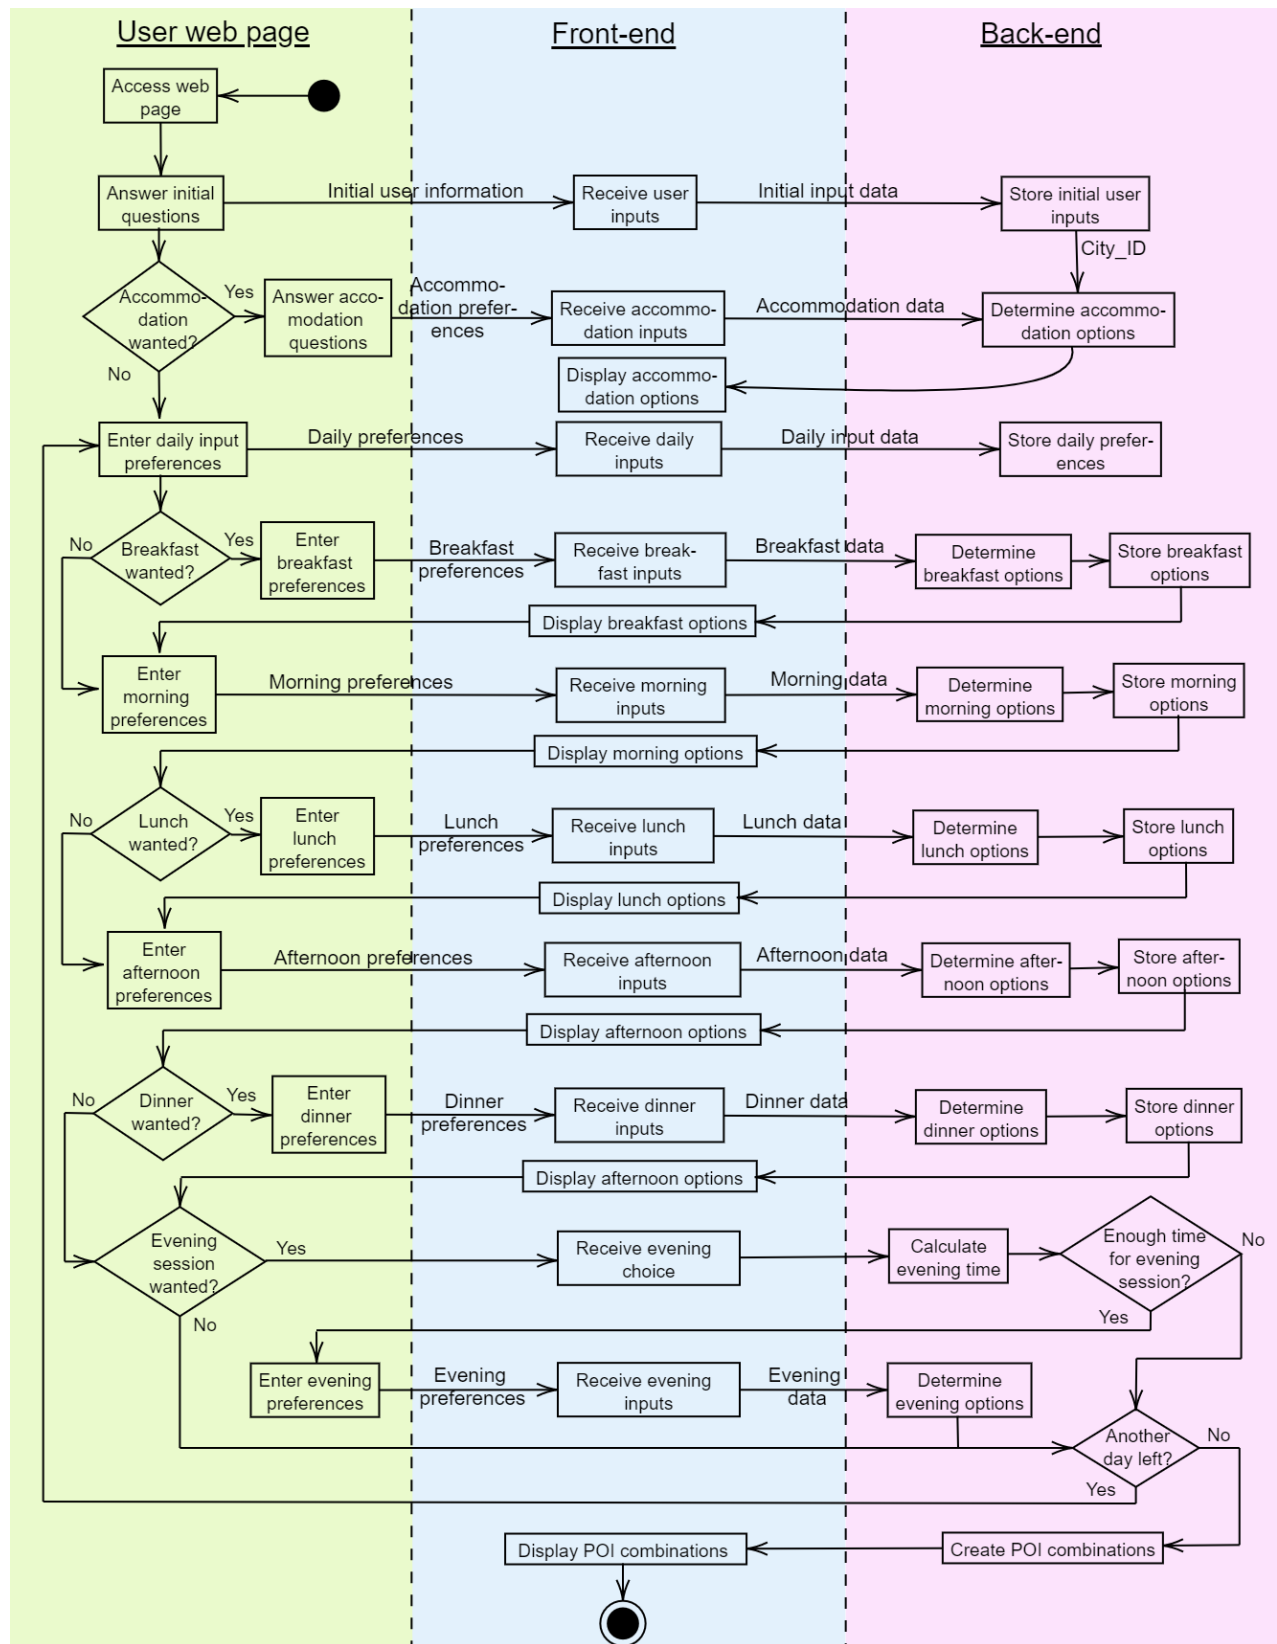 User web page
Front-end
Back-end
Access web
page
Answer initial
questions
Initial user information
Receive user
inputs
Initial input data
Store initial user
inputs
City_ID
Accommo-
dation
wanted?
Yes
No
Answer acco-
modation
questions
Accommo-
dation prefer-
ences
Receive accommo-
dation inputs
Accommodation data
Determine accommo-
dation options
Display accommo-
dation options
Enter daily input
preferences
Daily preferences
Receive daily
inputs
Daily input data
Store daily prefer-
ences
No
Breakfast
wanted?
Yes
Enter
breakfast
preferences
Breakfast
preferences
Receive break-
fast inputs
Breakfast data
Determine
breakfast options
Store breakfast
options
Display breakfast options
Enter
morning
preferences
Morning preferences
Receive morning
inputs
Morning data
Determine
morning options
Store morning
options
Display morning options
No
Lunch
wanted?
Yes
Enter
lunch
preferences
Lunch
preferences
Receive lunch
inputs
Lunch data
Determine
lunch options
Store lunch
options
Display lunch options
Enter
afternoon
preferences
Afternoon preferences
Receive afternoon
inputs
Afternoon data
Determine after-
noon options
Store after-
noon options
Display afternoon options
No
Dinner
wanted?
Yes
Enter
dinner
preferences
Dinner
preferences
Receive dinner
inputs
Dinner data
Determine
dinner options
Store dinner
options
Display afternoon options
Evening
session
wanted?
Yes
No
Receive evening
choice
Calculate
evening time
Enough time
for evening
session?
No
Yes
Enter evening
preferences
Evening
preferences
Receive evening
inputs
Evening
data
Determine
evening options
Another
day left?
No
Yes
Display POI combinations
Create POI combinations